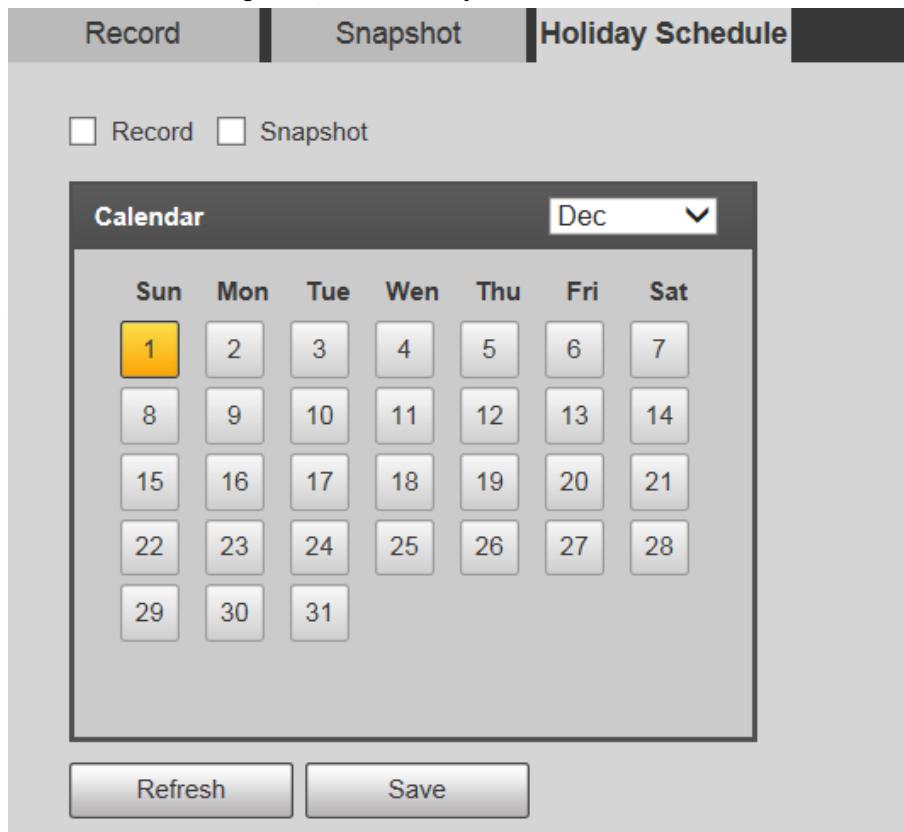 Record Snapshot Holiday Schedule
Record Snapshot
Calendar Dec
Sun Mon Tue Wen Thu Fri Sat
1 2 3 4 5 6 7
8 9 10 11 12 13 14
15 16 17 18 19 20 21
22 23 24 25 26 27 28
29 30 31
Refresh Save